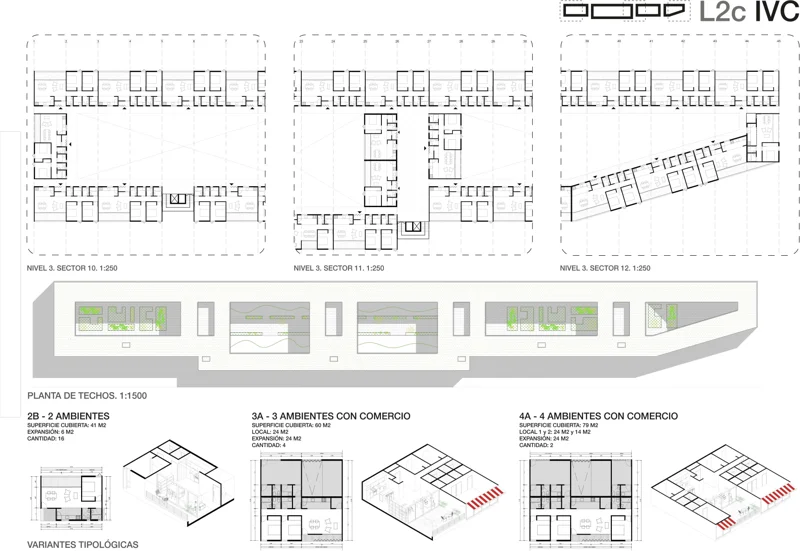 L2c IVC
NIVEL 3. SECTOR 10. 1:250
NIVEL 3. SECTOR 11. 1:250
NIVEL 3. SECTOR 12. 1:250
PLANTA DE TECHOS. 1:1500
2B - 2 AMBIENTES
SUPERFICIE CUBIERTA: 41 M2
EXPANSIÓN: 6 M2
CANTIDAD: 16
3A - 3 AMBIENTES CON COMERCIO
SUPERFICIE CUBIERTA: 60 M2
LOCAL: 24 M2
EXPANSIÓN: 24 M2
CANTIDAD: 4
4A - 4 AMBIENTES CON COMERCIO
SUPERFICIE CUBIERTA: 79 M2
LOCAL 1 y 2: 24 M2 y 14 M2
EXPANSIÓN: 24 M2
CANTIDAD: 2
VARIANTES TIPOLÓGICAS